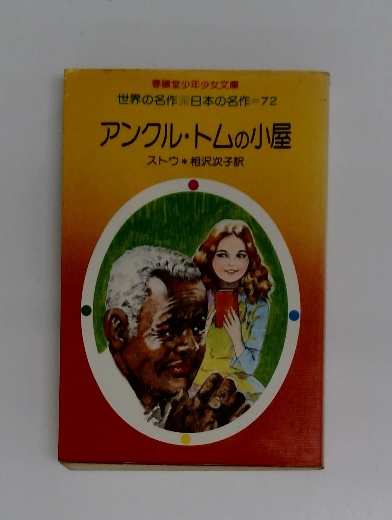 春陽堂少年少女文庫
世界の名作※日本の名作=72
アンクル・トムの小屋
ストウ＊相沢次子訳